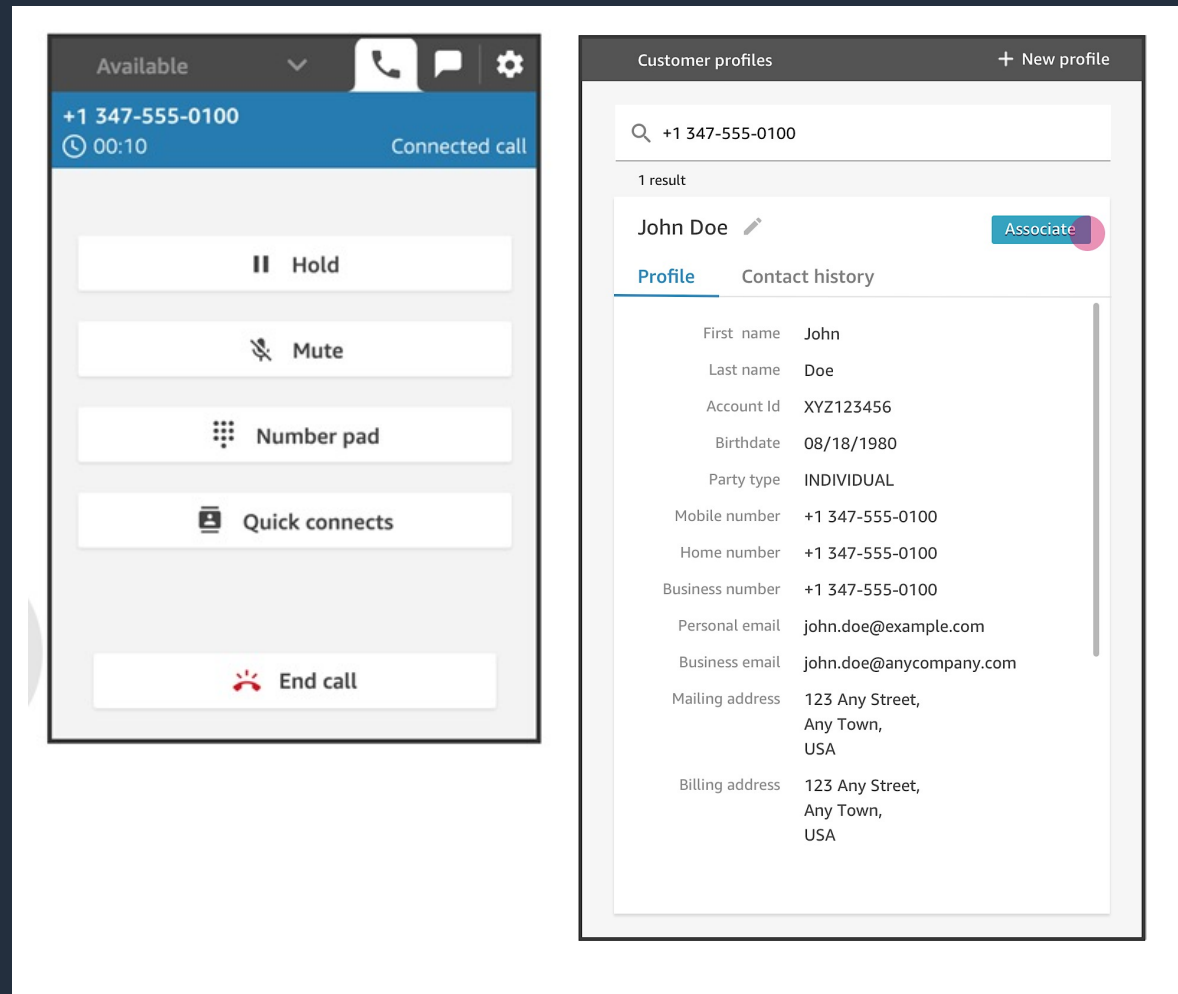 Available
+1 347-555-0100
00:10 Connected call
Hold
Mute
Number pad
Quick connects
End call
Customer profiles + New profile
+1 347-555-0100
1 result
John Doe Associate
Profile Contact history
First name John
Last name Doe
Account Id XYZ123456
Birthdate 08/18/1980
Party type INDIVIDUAL
Mobile number +1 347-555-0100
Home number +1 347-555-0100
Business number +1 347-555-0100
Personal email john.doe@example.com
Business email john.doe@anycompany.com
Mailing address 123 Any Street,
Any Town,
USA
Billing address 123 Any Street,
Any Town,
USA